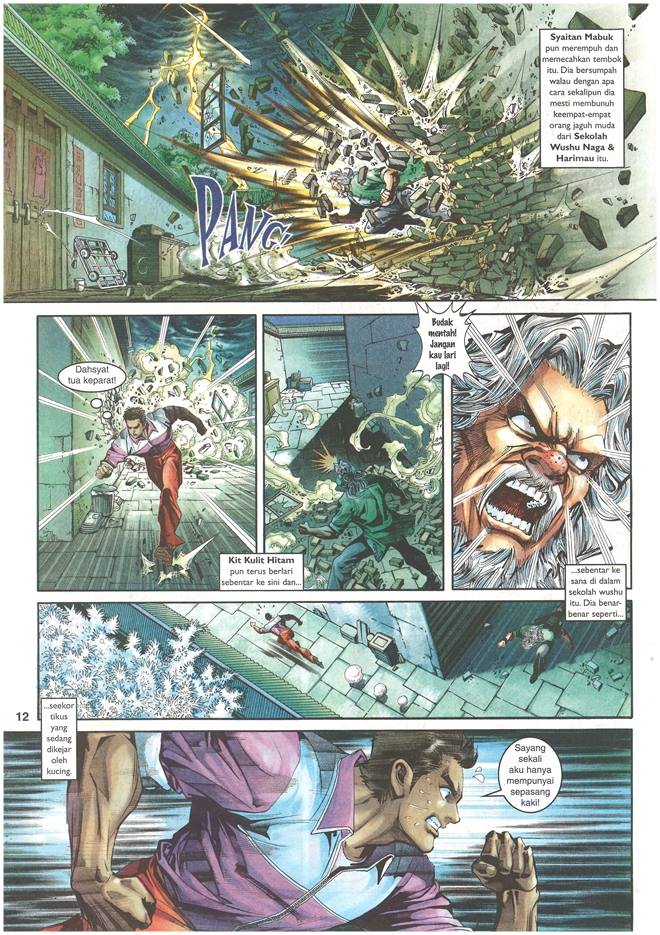 Syaitan Mabuk
pun merempuh dan
memecahkan tembok
itu. Dia bersumpah
walau dengan apa
cara sekalipun dia
mesti membunuh
keempat-empat
orang jaguh muda
dari Sekolah
Wushu Naga &
Harimau itu.
PANG!
Dahsyat
tua keparat!
Kit Kulit Hitam
pun terus berlari
sebentar ke sini dan...
Budak
mentah!
Jangan
kau lari
lagi!
...sebentar ke
sana di dalam
sekolah wushu
itu. Dia benar-
benar seperti...
...seekor
tikus
yang
sedang
dikejar
oleh
kucing.
12
Sayang
sekali
aku hanya
mempunyai
sepasang
kaki!